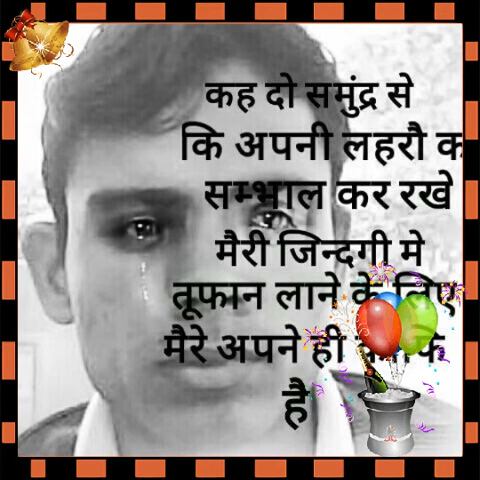 कह दो समुंद्र से
कि अपनी लहरौ
सम्भाल कर रखे
मैरी जिन्दगी मे
तूफान लाने के लिए
मैरे अपने ही
है